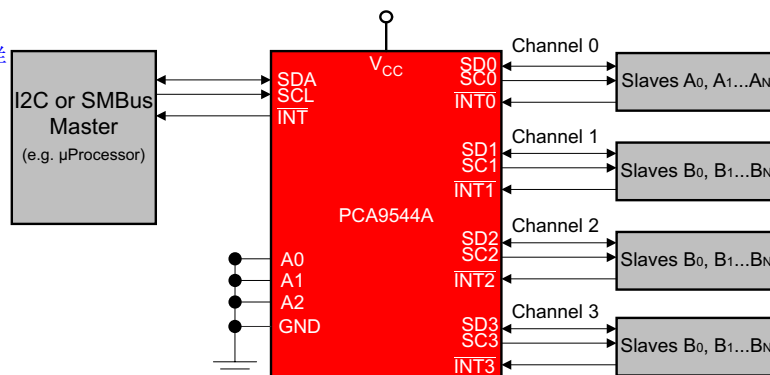 I2C or SMBus
Master
(e.g. µProcessor)
VCC
SDA
SCL
INT
A0
A1
A2
GND
PCA9544A
SD0
SC0
INT0
SD1
SC1
INT1
SD2
SC2
INT2
SD3
SC3
INT3
Channel 0
Slaves A0, A1...AN
Channel 1
Slaves B0, B1...BN
Channel 2
Slaves B0, B1...BN
Channel 3
Slaves B0, B1...BN